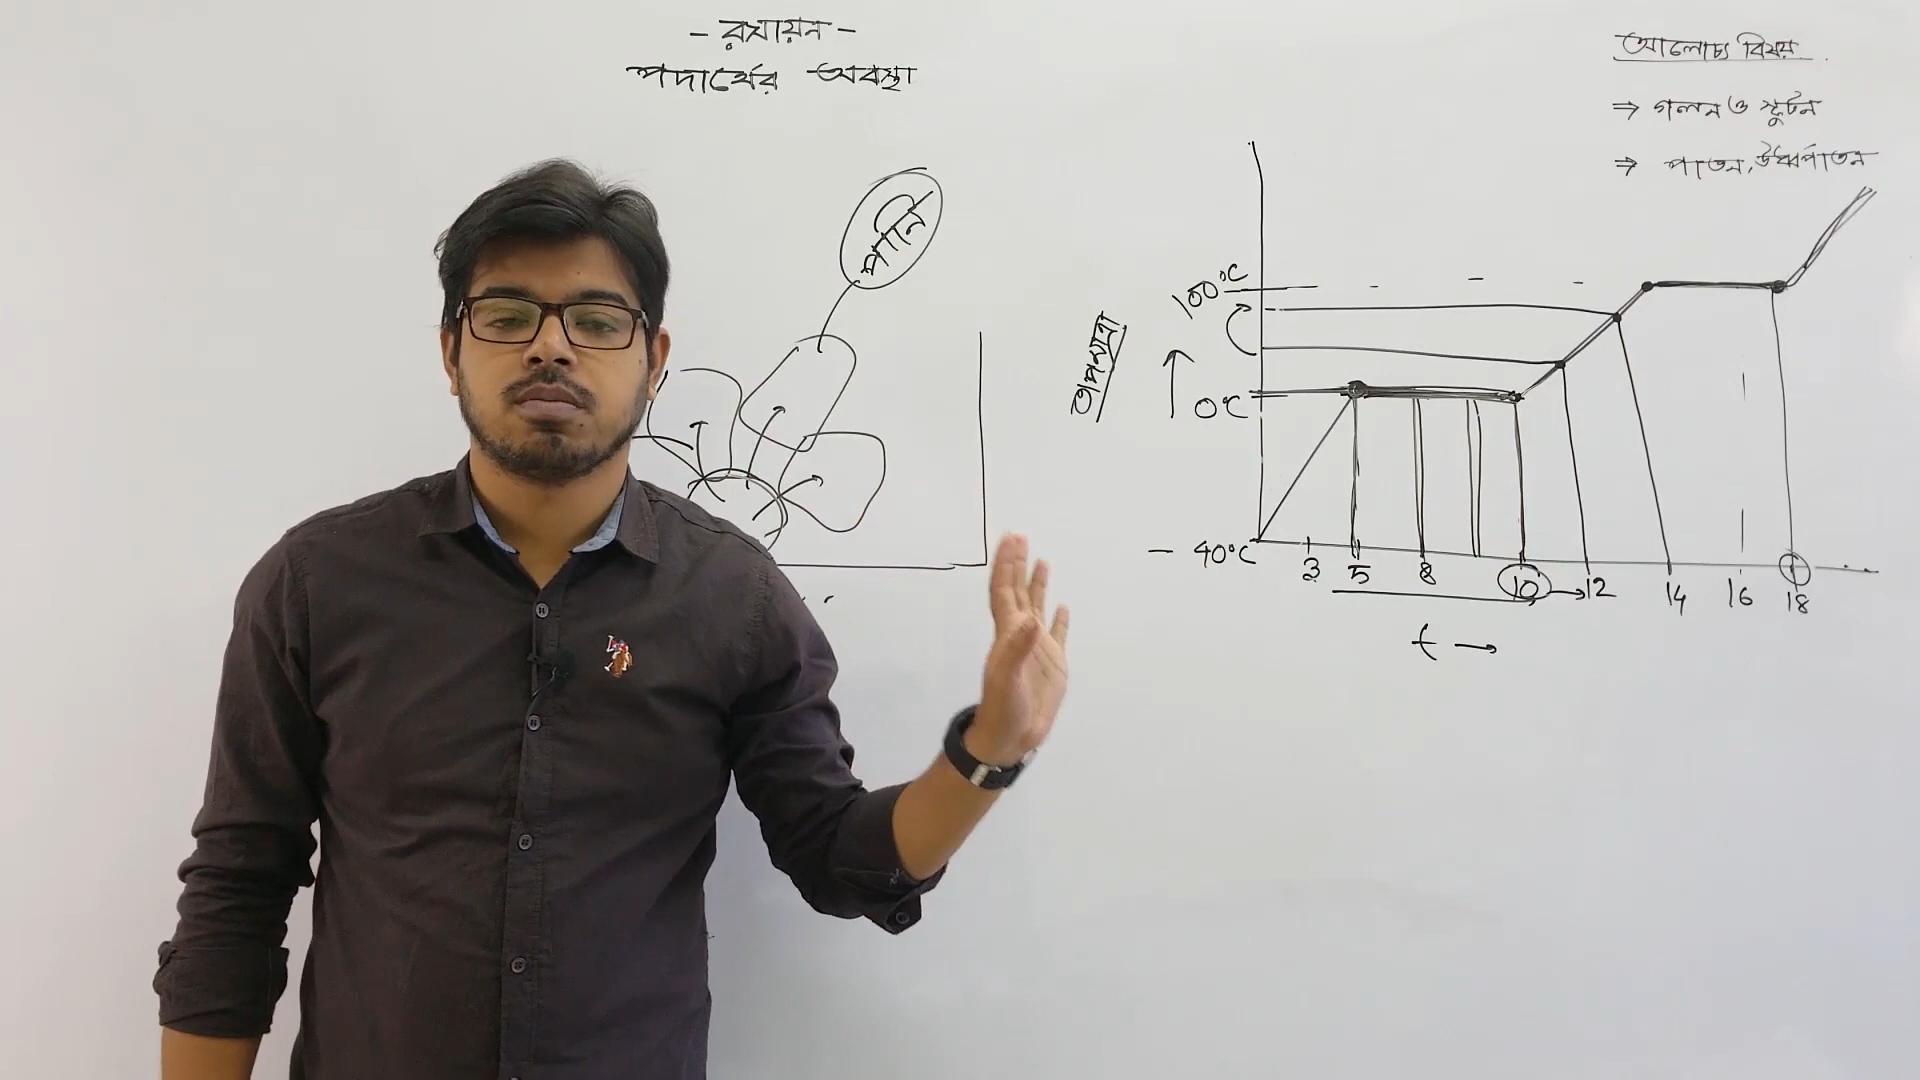 - রসায়ন -
পদার্থের অবস্থা
আলোচ্য বিষয়
⇒ গলন ও স্ফুটন
⇒ পাতন, ঊর্ধ্বপাতন
পানি
তাপমাত্রা
100°C
0°C
- 40°C
3 5 8 10 → 12 14 16 18
t →